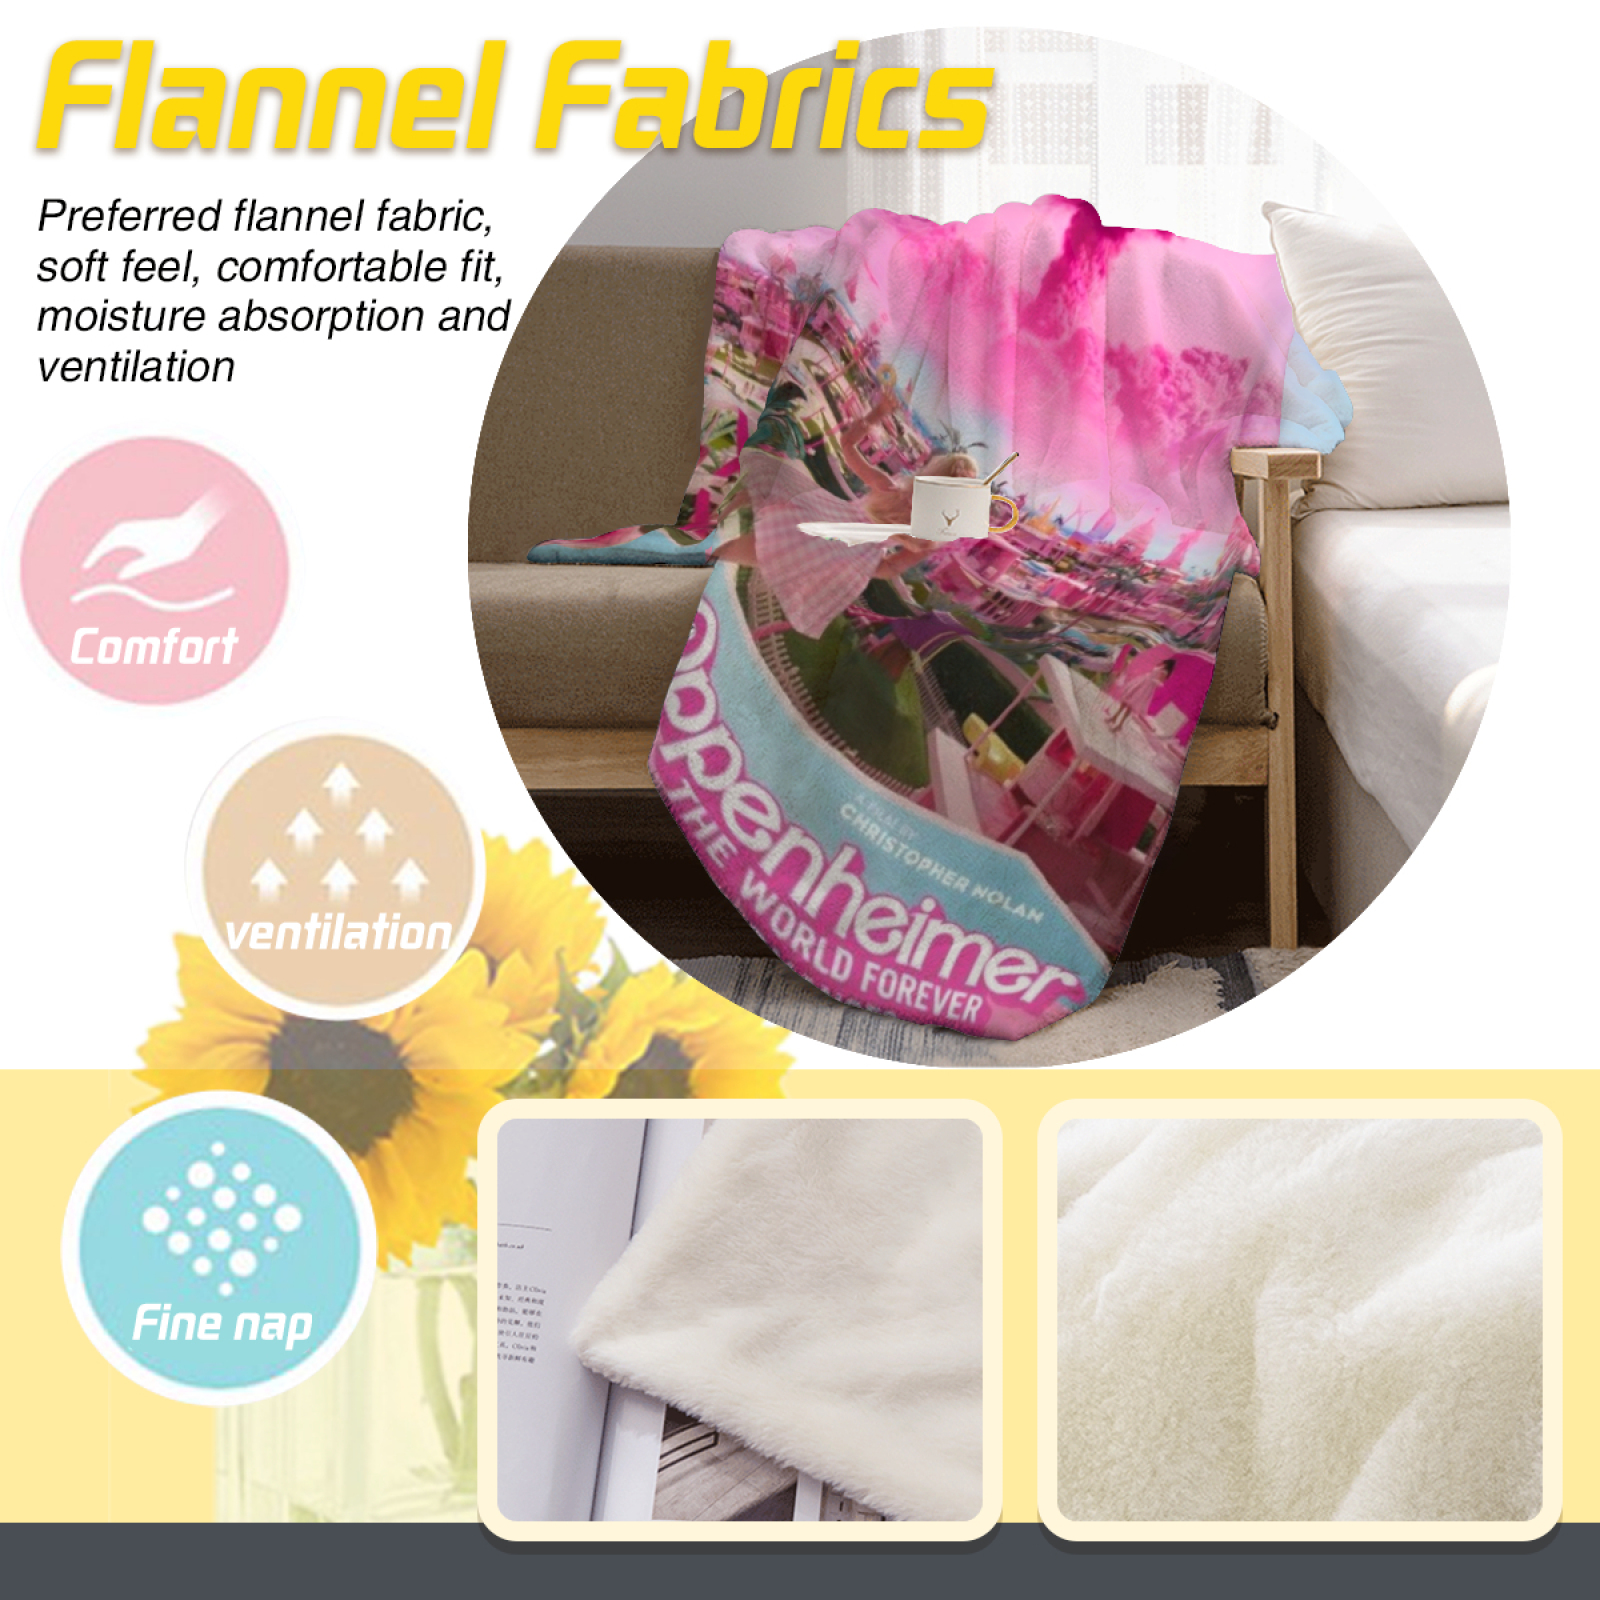 Flannel Fabrics
Preferred flannel fabric,
soft feel, comfortable fit,
moisture absorption and
ventilation
Comfort
ventilation
Fine nap
A FILM BY
CHRISTOPHER NOLAN
Oppenheimer
THE WORLD FOREVER